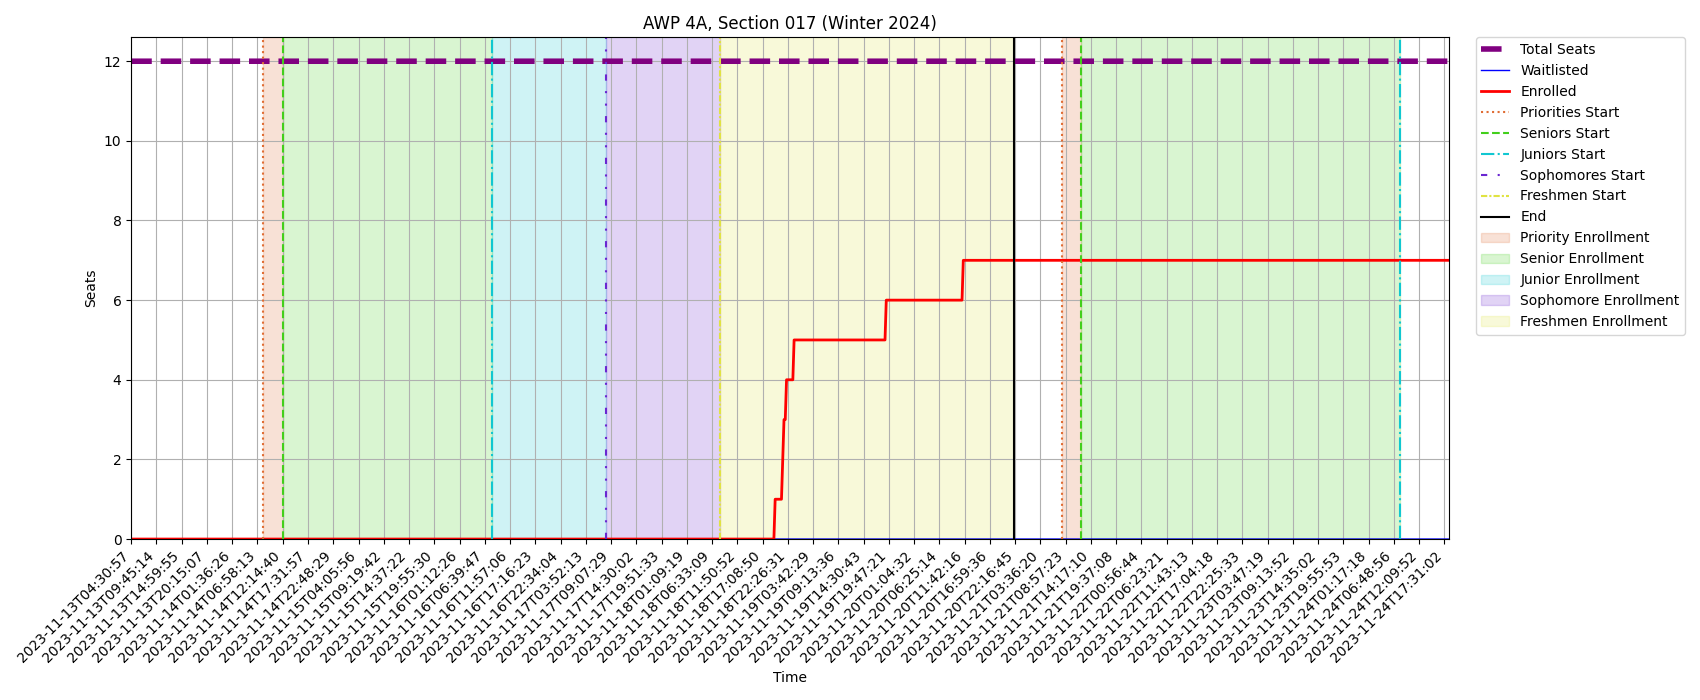 AWP 4A, Section 017 (Winter 2024)
Seats
12
10
8
6
4
2
0
2023-11-13T04:30:57
2023-11-13T09:45:14
2023-11-13T14:59:55
2023-11-13T20:15:07
2023-11-14T01:36:26
2023-11-14T06:58:13
2023-11-14T12:14:40
2023-11-14T17:31:57
2023-11-14T22:48:29
2023-11-15T04:05:56
2023-11-15T09:19:42
2023-11-15T14:37:22
2023-11-15T19:55:30
2023-11-16T01:12:26
2023-11-16T06:39:47
2023-11-16T11:57:06
2023-11-16T17:16:23
2023-11-16T22:34:04
2023-11-17T03:52:13
2023-11-17T09:07:29
2023-11-17T14:30:02
2023-11-17T19:51:33
2023-11-18T01:09:19
2023-11-18T06:33:09
2023-11-18T11:50:52
2023-11-18T17:08:50
2023-11-18T22:26:31
2023-11-19T03:42:29
2023-11-19T09:13:36
2023-11-19T14:30:43
2023-11-19T19:47:21
2023-11-20T01:04:32
2023-11-20T06:25:14
2023-11-20T11:42:16
2023-11-20T16:59:36
2023-11-20T22:16:45
2023-11-21T03:36:20
2023-11-21T08:57:23
2023-11-21T14:17:10
2023-11-21T19:37:08
2023-11-22T00:56:44
2023-11-22T06:23:21
2023-11-22T11:43:13
2023-11-22T17:04:18
2023-11-22T22:25:33
2023-11-23T03:47:19
2023-11-23T09:13:52
2023-11-23T14:35:02
2023-11-23T19:55:53
2023-11-24T01:17:18
2023-11-24T06:48:56
2023-11-24T12:09:52
2023-11-24T17:31:02
Time
Total Seats
Waitlisted
Enrolled
Priorities Start
Seniors Start
Juniors Start
Sophomores Start
Freshmen Start
End
Priority Enrollment
Senior Enrollment
Junior Enrollment
Sophomore Enrollment
Freshmen Enrollment